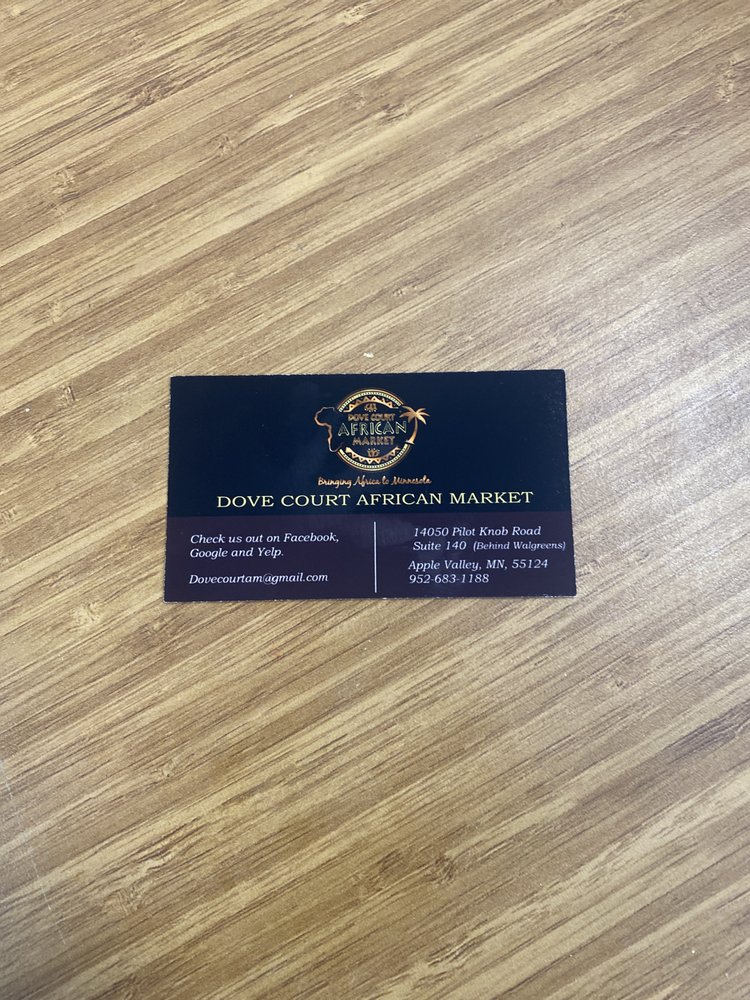 DOVE COURT
AFRICAN
MARKET
Bringing Africa to Minnesota
DOVE COURT AFRICAN MARKET
Check us out on Facebook,
Google and Yelp.
Dovecourtam@gmail.com
14050 Pilot Knob Road
Suite 140 (Behind Walgreens)
Apple Valley, MN, 55124
952-683-1188